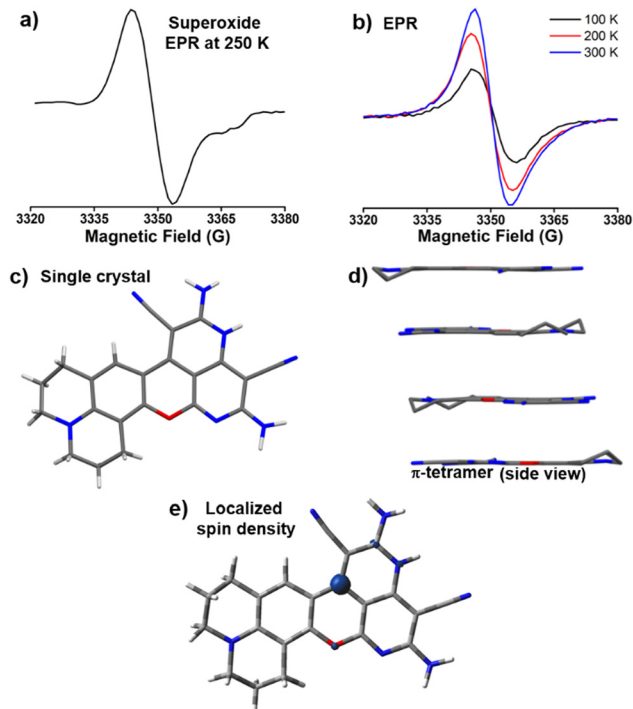 a) Superoxide
EPR at 250 K
3320 3335 3350 3365 3380
Magnetic Field (G)
b) EPR
100 K
200 K
300 K
3320 3335 3350 3365 3380
Magnetic Field (G)
c) Single crystal
d)
π-tetramer (side view)
e) Localized
spin density